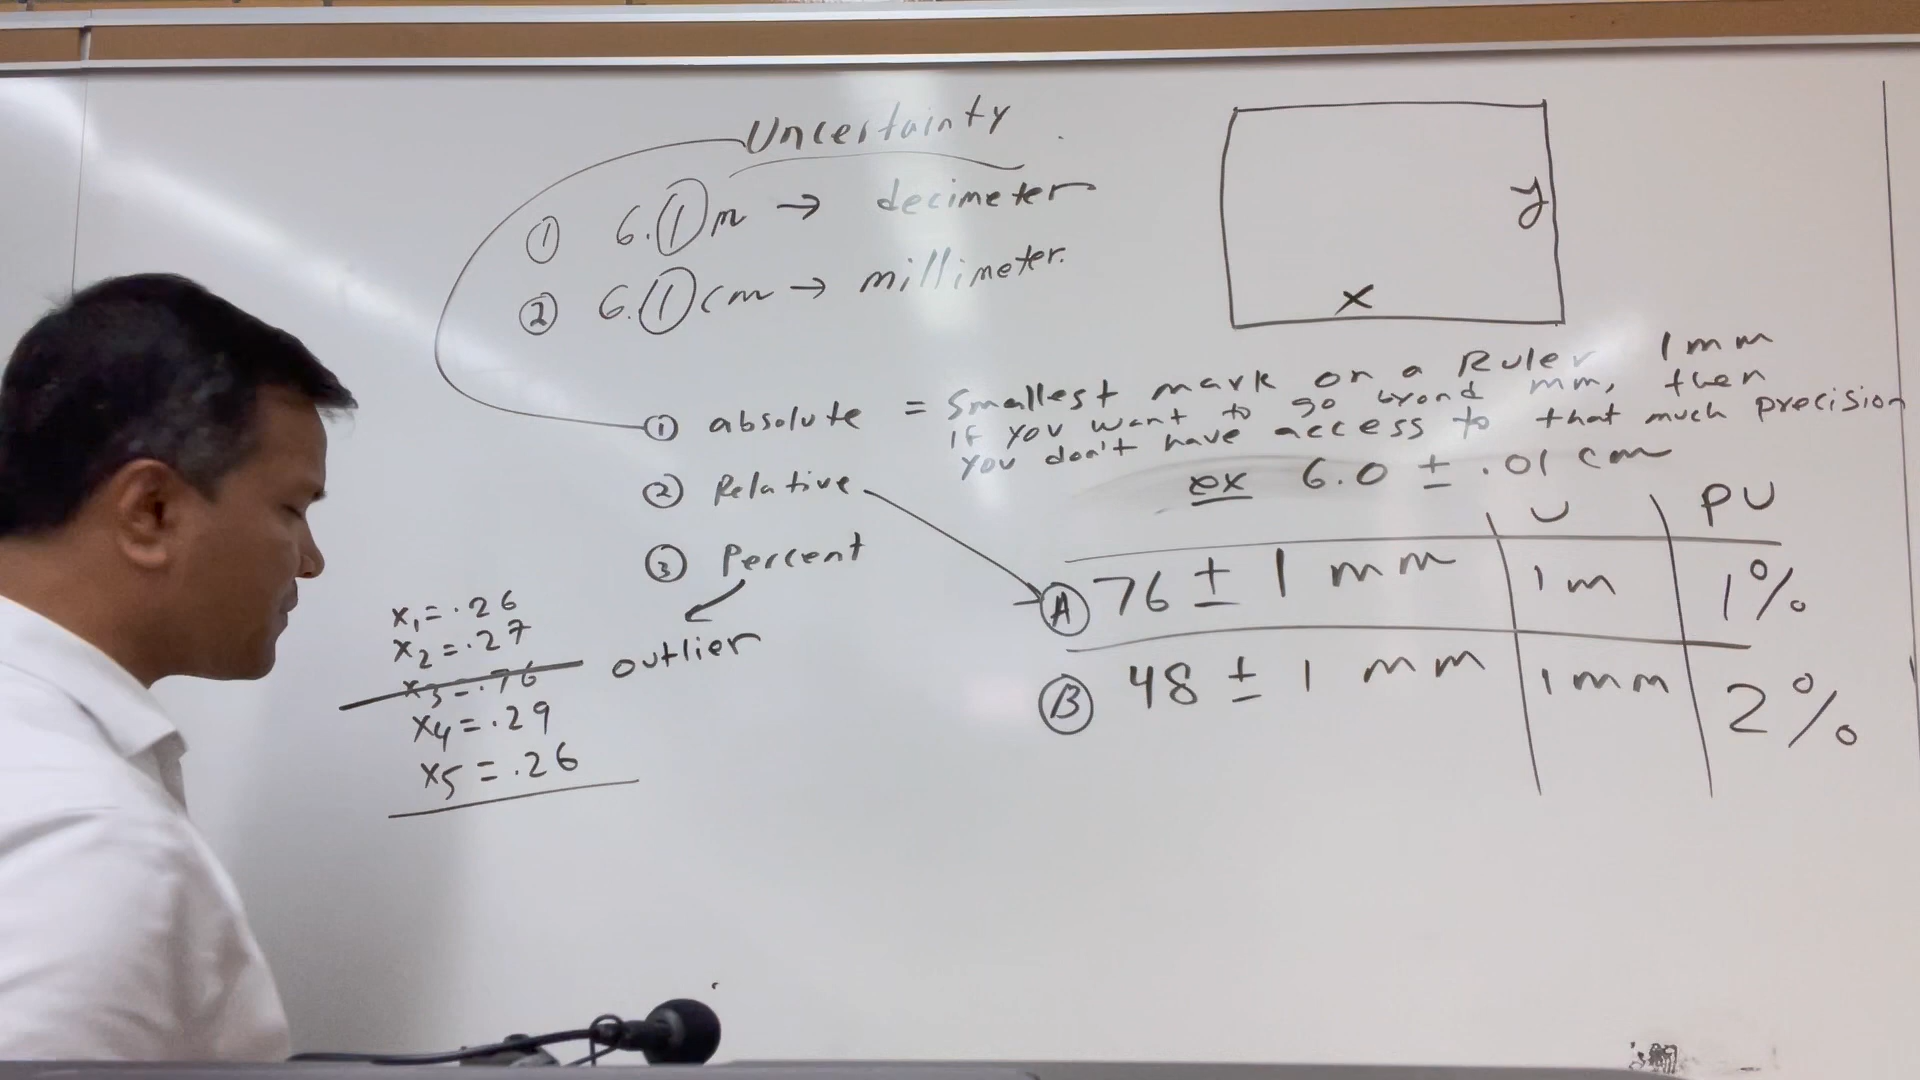 Uncertainty
① 6.1m → decimeter
② 6.1cm → millimeter.
y
x
① absolute = Smallest mark on a Ruler 1mm
If you want to go byond mm, then
you don't have access to that much precision
ex 6.0 ± .01 cm
② Relative
③ Percent
outlier
U PU
Ⓐ 76 ± 1 mm 1m 1%
Ⓑ 48 ± 1 mm 1mm 2%
x₁ = .26
x₂ = .27
x₃ = .76
x₄ = .29
x₅ = .26